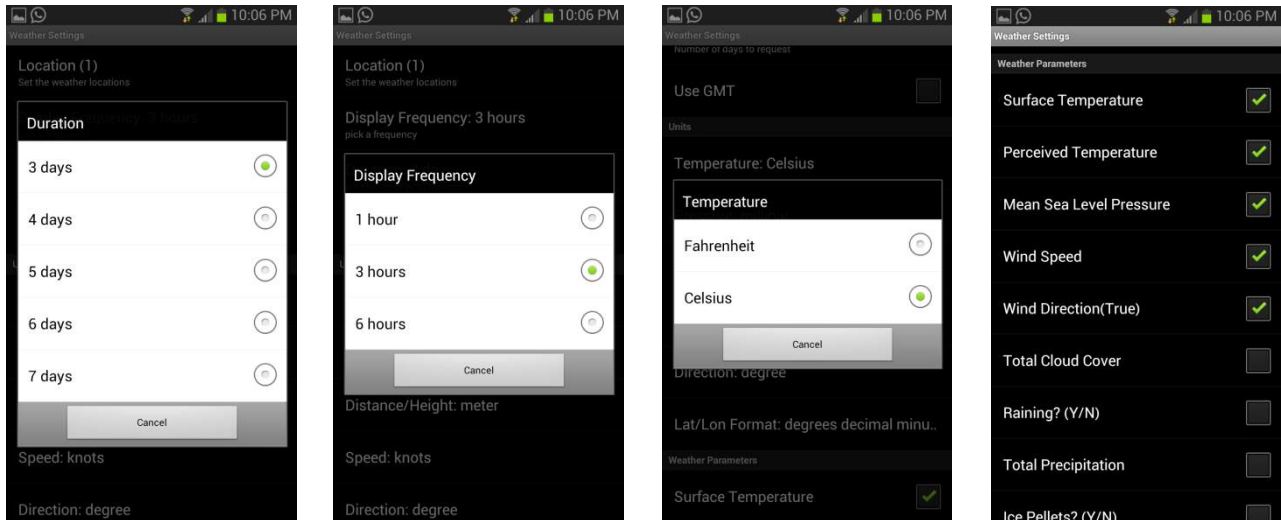 10:06 PM
Weather Settings
Location (1)
Set the weather locations
Duration
3 days
4 days
5 days
6 days
7 days
Cancel
Speed: knots
Direction: degree
10:06 PM
Weather Settings
Location (1)
Set the weather locations
Display Frequency: 3 hours
pick a frequency
Display Frequency
1 hour
3 hours
6 hours
Cancel
Distance/Height: meter
Speed: knots
Direction: degree
10:06 PM
Weather Settings
Number of days to request
Use GMT
Units
Temperature: Celsius
Temperature
Fahrenheit
Celsius
Cancel
Direction: degree
Lat/Lon Format: degrees decimal minu..
Weather Parameters
Surface Temperature
10:06 PM
Weather Settings
Weather Parameters
Surface Temperature
Perceived Temperature
Mean Sea Level Pressure
Wind Speed
Wind Direction(True)
Total Cloud Cover
Raining? (Y/N)
Total Precipitation
Ice Pellets? (Y/N)